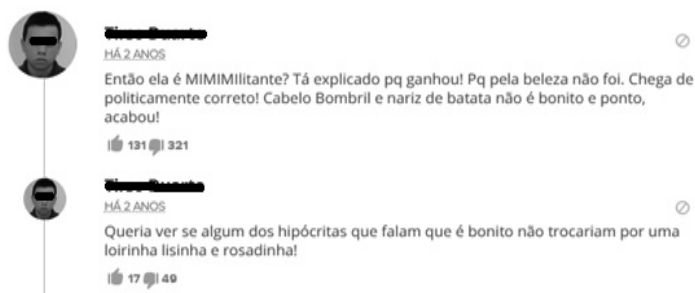 HÁ 2 ANOS
Então ela é MIMIMIlitante? Tá explicado pq ganhou! Pq pela beleza não foi. Chega de
politicamente correto! Cabelo Bombril e nariz de batata não é bonito e ponto,
acabou!
131 321
HÁ 2 ANOS
Queria ver se algum dos hipócritas que falam que é bonito não trocariam por uma
loirinha lisinha e rosadinha!
17 49